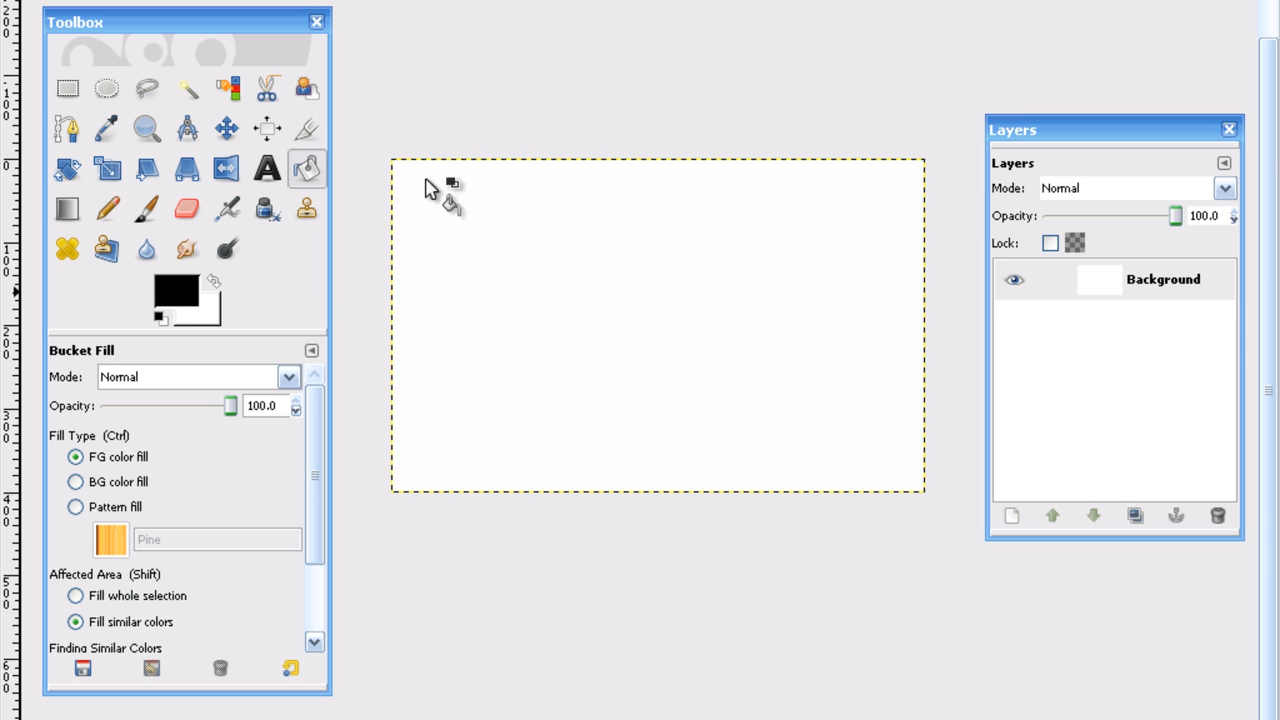 Toolbox
Bucket Fill
Mode: Normal
Opacity: 100.0
Fill Type (Ctrl)
FG color fill
BG color fill
Pattern fill
Pine
Affected Area (Shift)
Fill whole selection
Fill similar colors
Finding Similar Colors
Layers
Layers
Mode: Normal
Opacity: 100.0
Lock:
Background